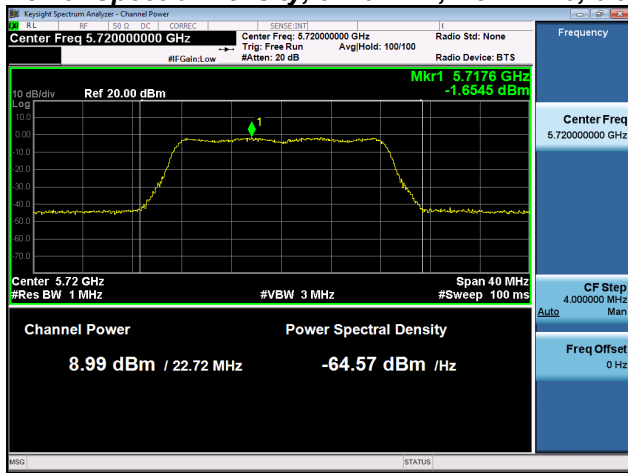 Keysight Spectrum Analyzer - Channel Power
RL RF 50 Ω DC CORREC SENSE:INT
Center Freq 5.720000000 GHz
Center Freq: 5.720000000 GHz
Radio Std: None
Trig: Free Run Avg|Hold: 100/100
#IFGain:Low
#Atten: 20 dB
Radio Device: BTS
Frequency
Mkr1 5.7176 GHz
-1.6545 dBm
10 dB/div Ref 20.00 dBm
Log
10.0
0.00
-10.0
-20.0
-30.0
-40.0
-50.0
-60.0
-70.0
1
Center Freq
5.720000000 GHz
Center 5.72 GHz
Span 40 MHz
#Res BW 1 MHz
#VBW 3 MHz
#Sweep 100 ms
CF Step
4.000000 MHz
Auto Man
Channel Power
Power Spectral Density
Freq Offset
0 Hz
8.99 dBm / 22.72 MHz
-64.57 dBm /Hz
MSG
STATUS